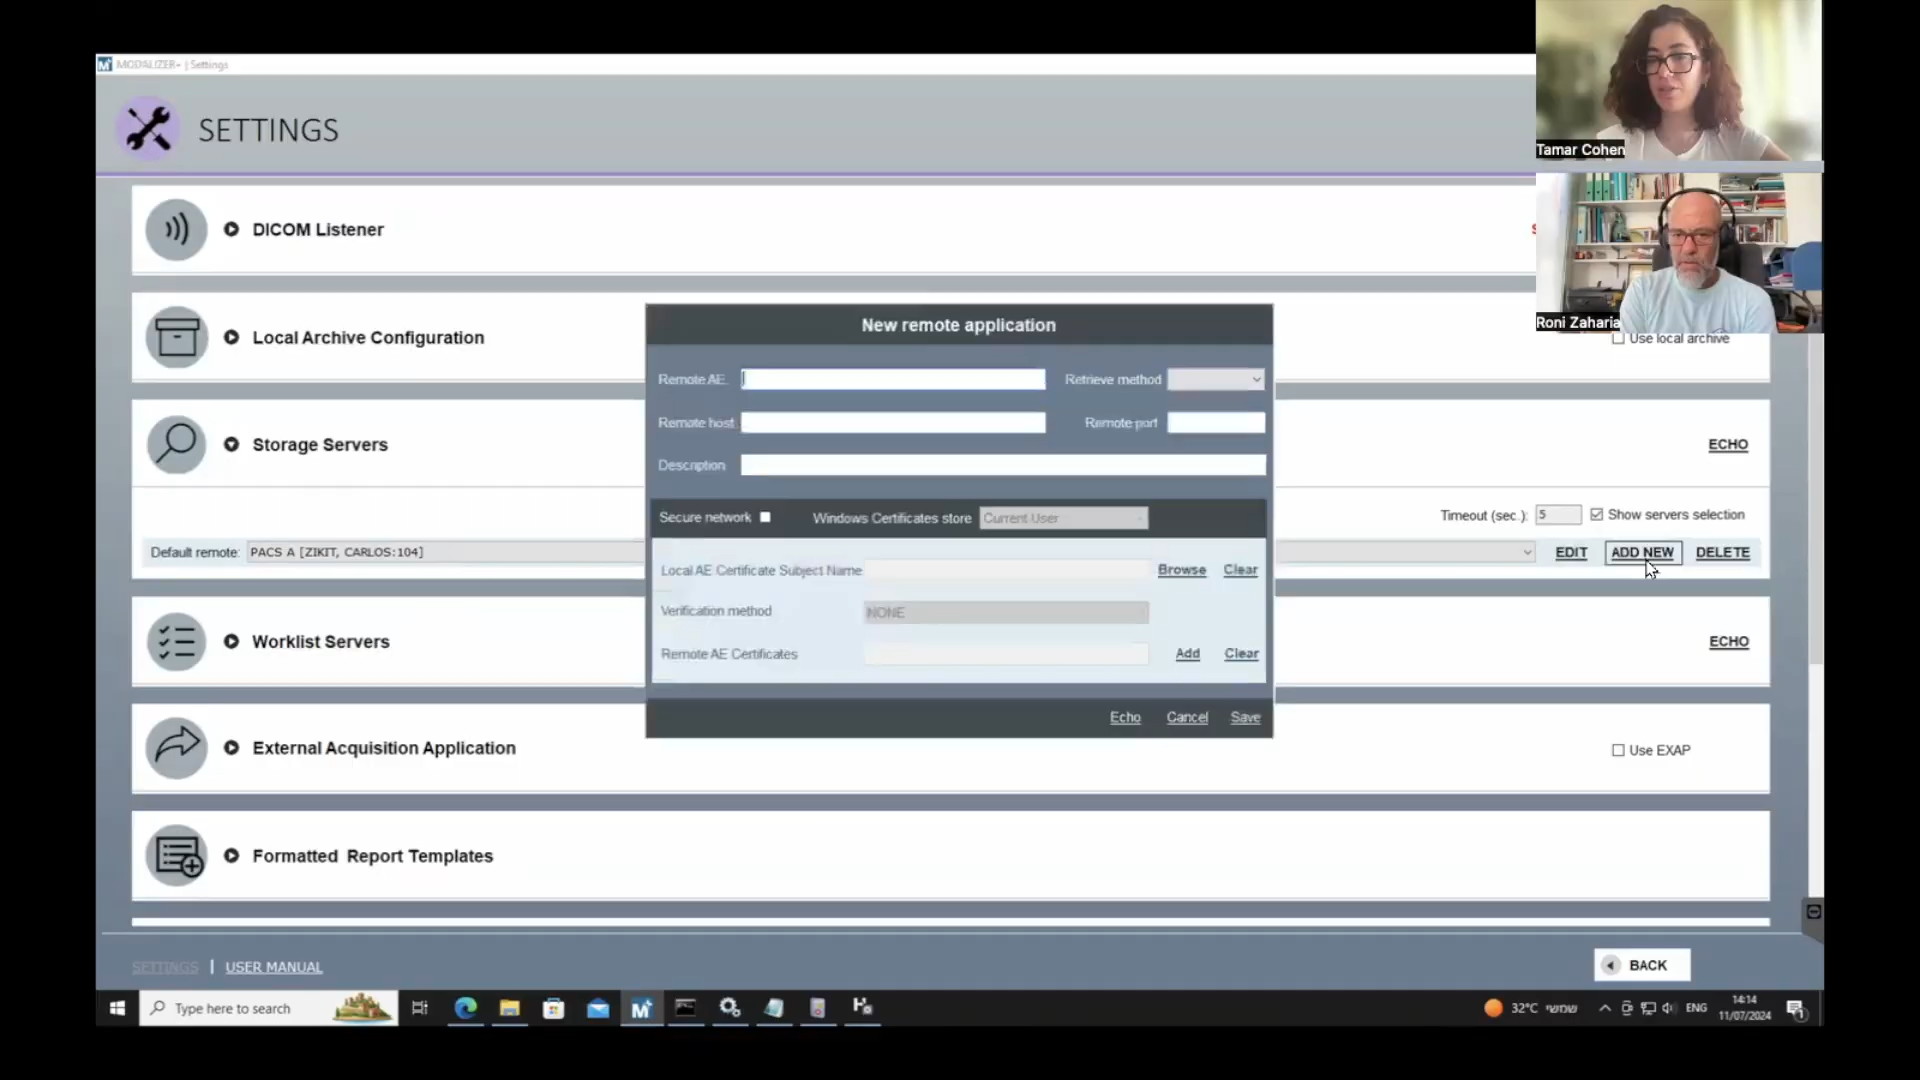 MODALIZER+ | Settings
SETTINGS
Tamar Cohen
Roni Zaharia
DICOM Listener
Local Archive Configuration
Use local archive
Storage Servers
ECHO
Timeout (sec.): 5
Show servers selection
Default remote: PACS A [ZIKIT, CARLOS:104]
EDIT
ADD NEW
DELETE
New remote application
Remote AE
Retrieve method
Remote host
Remote port
Description
Secure network
Windows Certificates store
Current User
Local AE Certificate Subject Name
Browse
Clear
Verification method
NONE
Remote AE Certificates
Add
Clear
Echo
Cancel
Save
Worklist Servers
ECHO
External Acquisition Application
Use EXAP
Formatted Report Templates
SETTINGS | USER MANUAL
BACK
Type here to search
32°C שמשי
ENG
14:14
11/07/2024